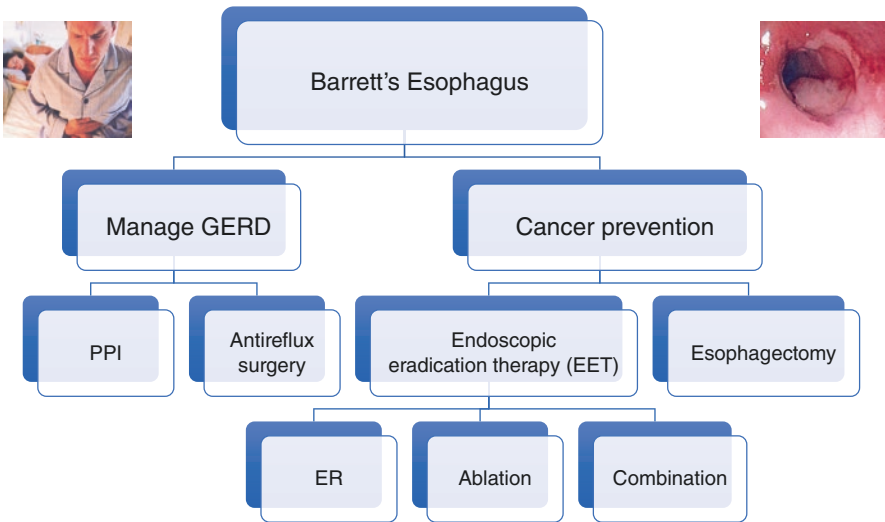 Barrett's Esophagus
Manage GERD
Cancer prevention
PPI
Antireflux
surgery
Endoscopic
eradication therapy (EET)
Esophagectomy
ER
Ablation
Combination